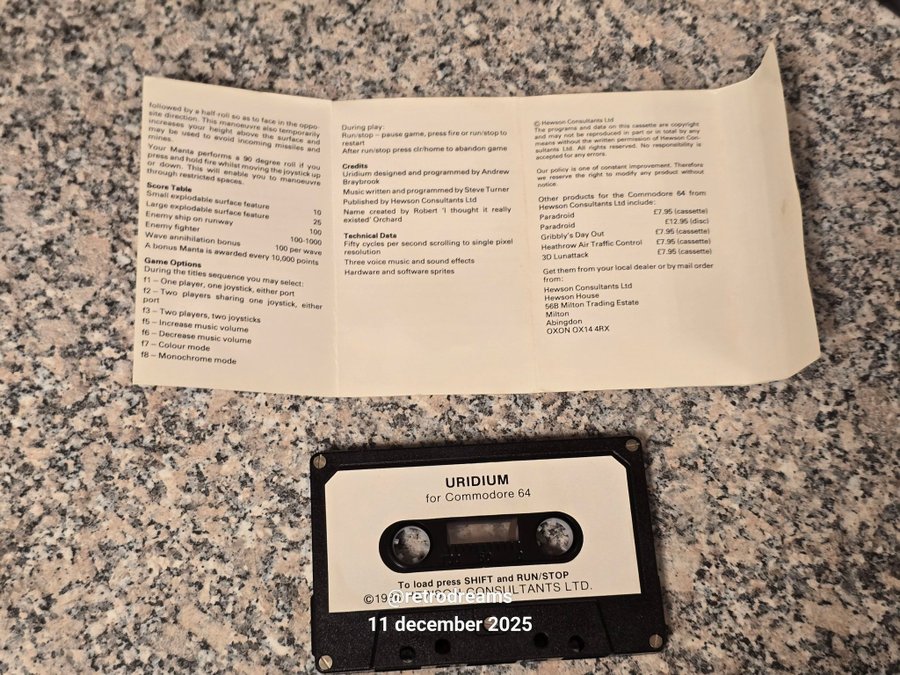 followed by a half roll so as to face in the oppo-
site direction. This manoeuvre also temporarily
increases your height above the surface and
may be used to avoid incoming missiles and
mines.
Your Manta performs a 90 degree roll if you
press and hold fire whilst moving the joystick up
or down. This will enable you to manoeuvre
through restricted spaces.
Score Table
Small explodable surface feature 10
Large explodable surface feature 25
Enemy ship on runway 100
Enemy fighter 100-1000
Wave annihilation bonus 100 per wave
A bonus Manta is awarded every 10,000 points
Game Options
During the titles sequence you may select:
f1 – One player, one joystick, either port
f2 – Two players sharing one joystick, either
port
f3 – Two players, two joysticks
f5 – Increase music volume
f6 – Decrease music volume
f7 – Colour mode
f8 – Monochrome mode
During play:
Run/stop – pause game, press fire or run/stop to
restart
After run/stop press clr/home to abandon game
Credits
Uridium designed and programmed by Andrew
Braybrook
Music written and programmed by Steve Turner
Published by Hewson Consultants Ltd
Name created by Robert 'I thought it really
existed' Orchard
Technical Data
Fifty cycles per second scrolling to single pixel
resolution
Three voice music and sound effects
Hardware and software sprites
© Hewson Consultants Ltd
The programs and data on this cassette are copyright
and may not be reproduced in part or in total by any
means without the written permission of Hewson Con-
sultants Ltd. All rights reserved. No responsibility is
accepted for any errors.
Our policy is one of constant improvement. Therefore
we reserve the right to modify any product without
notice.
Other products for the Commodore 64 from
Hewson Consultants Ltd include:
Paradroid £7.95 (cassette)
Paradroid £12.95 (disc)
Gribbly's Day Out £7.95 (cassette)
Heathrow Air Traffic Control £7.95 (cassette)
3D Lunattack £7.95 (cassette)
Get them from your local dealer or by mail order
from:
Hewson Consultants Ltd
Hewson House
56B Milton Trading Estate
Milton
Abingdon
OXON OX14 4RX
URIDIUM
for Commodore 64
To load press SHIFT and RUN/STOP
CONSULTANTS LTD.
@retrodreams
11 december 2025